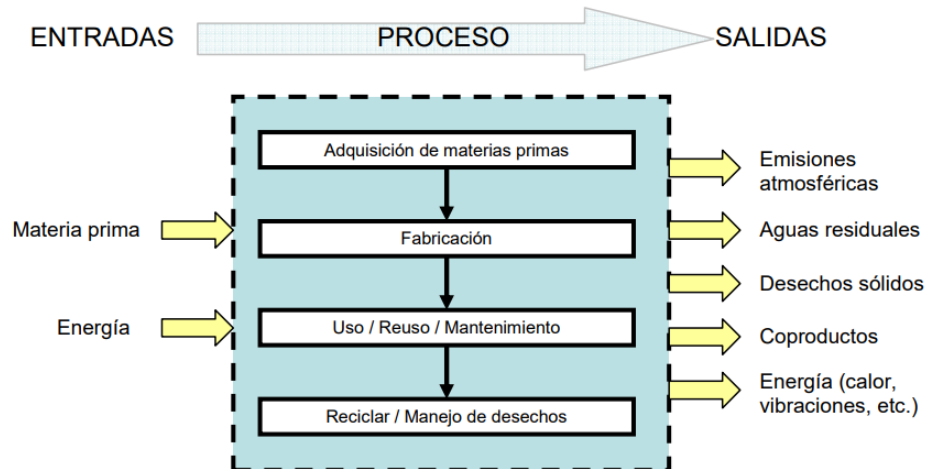 ENTRADAS
PROCESO
SALIDAS
Adquisición de materias primas
Fabricación
Uso / Reuso / Mantenimiento
Reciclar / Manejo de desechos
Materia prima
Energía
Emisiones
atmosféricas
Aguas residuales
Desechos sólidos
Coproductos
Energía (calor,
vibraciones, etc.)